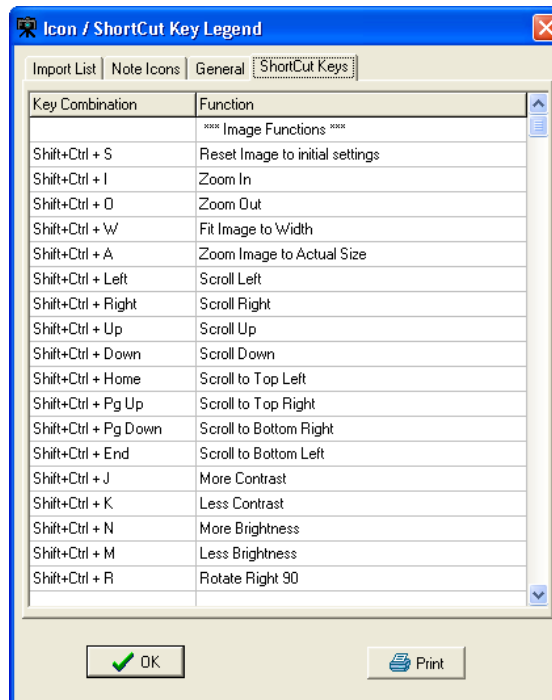 Icon / ShortCut Key Legend
Import List Note Icons General ShortCut Keys
Key Combination Function
*** Image Functions ***
Shift+Ctrl + S Reset Image to initial settings
Shift+Ctrl + I Zoom In
Shift+Ctrl + O Zoom Out
Shift+Ctrl + W Fit Image to Width
Shift+Ctrl + A Zoom Image to Actual Size
Shift+Ctrl + Left Scroll Left
Shift+Ctrl + Right Scroll Right
Shift+Ctrl + Up Scroll Up
Shift+Ctrl + Down Scroll Down
Shift+Ctrl + Home Scroll to Top Left
Shift+Ctrl + Pg Up Scroll to Top Right
Shift+Ctrl + Pg Down Scroll to Bottom Right
Shift+Ctrl + End Scroll to Bottom Left
Shift+Ctrl + J More Contrast
Shift+Ctrl + K Less Contrast
Shift+Ctrl + N More Brightness
Shift+Ctrl + M Less Brightness
Shift+Ctrl + R Rotate Right 90
OK Print